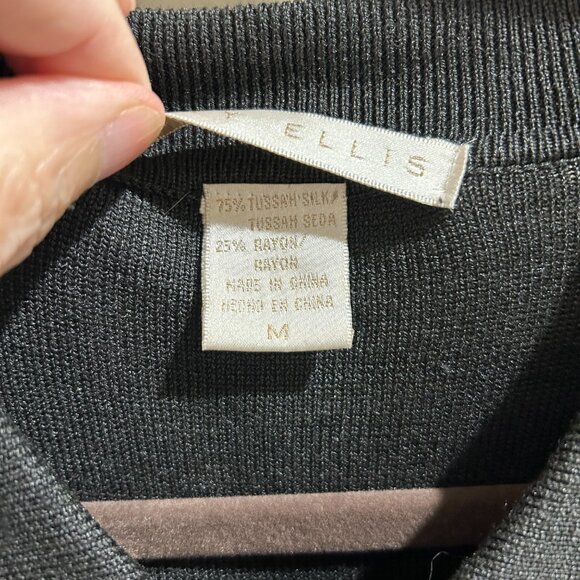 ELLIS
75% TUSSAH SILK/
TUSSAH SEDA
25% RAYON/
RAYON
MADE IN CHINA
HECHO EN CHINA
M